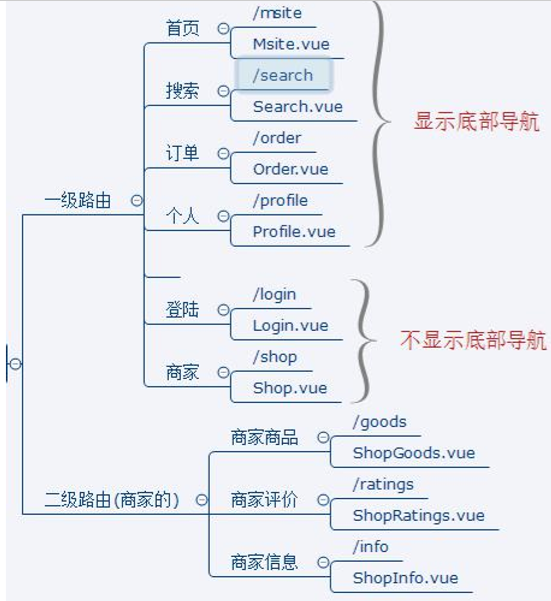 一级路由
首页
/msite
Msite.vue
搜索
/search
Search.vue
订单
/order
Order.vue
个人
/profile
Profile.vue
显示底部导航
登陆
/login
Login.vue
商家
/shop
Shop.vue
不显示底部导航
二级路由(商家的)
商家商品
/goods
ShopGoods.vue
商家评价
/ratings
ShopRatings.vue
商家信息
/info
ShopInfo.vue